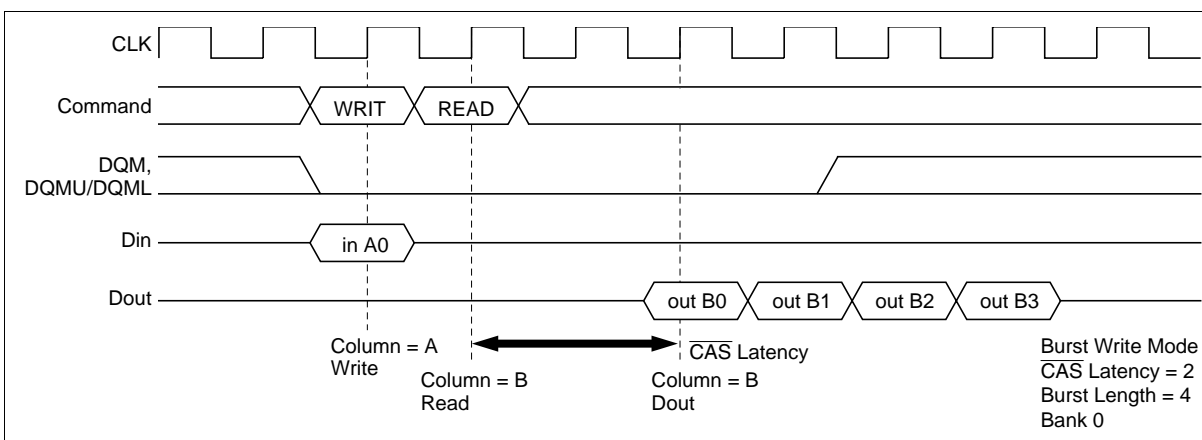 CLK
Command WRIT READ
DQM,
DQMU/DQML
Din in A0
Dout out B0 out B1 out B2 out B3
Column = A
Write
CAS Latency
Column = B
Read
Column = B
Dout
Burst Write Mode
CAS Latency = 2
Burst Length = 4
Bank 0